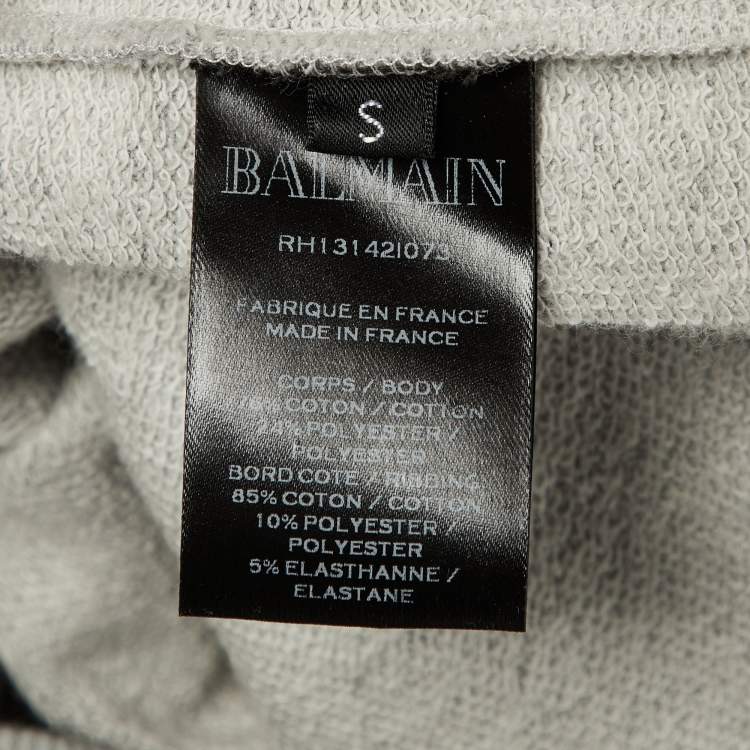 S
BALMAIN
RH13142I073
FABRIQUE EN FRANCE
MADE IN FRANCE
CORPS / BODY
COTON / COTTON
POLYESTER /
POLYESTER
BORD COTE / RIBBING
85% COTON / COTTON
10% POLYESTER /
POLYESTER
5% ELASTHANNE /
ELASTANE